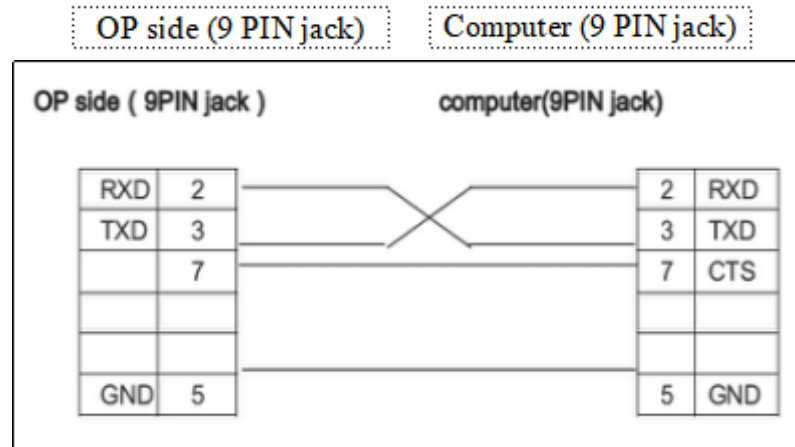 OP side (9 PIN jack) Computer (9 PIN jack)
OP side ( 9PIN jack ) computer(9PIN jack)
RXD 2 2 RXD
TXD 3 3 TXD
7 7 CTS
GND 5 5 GND